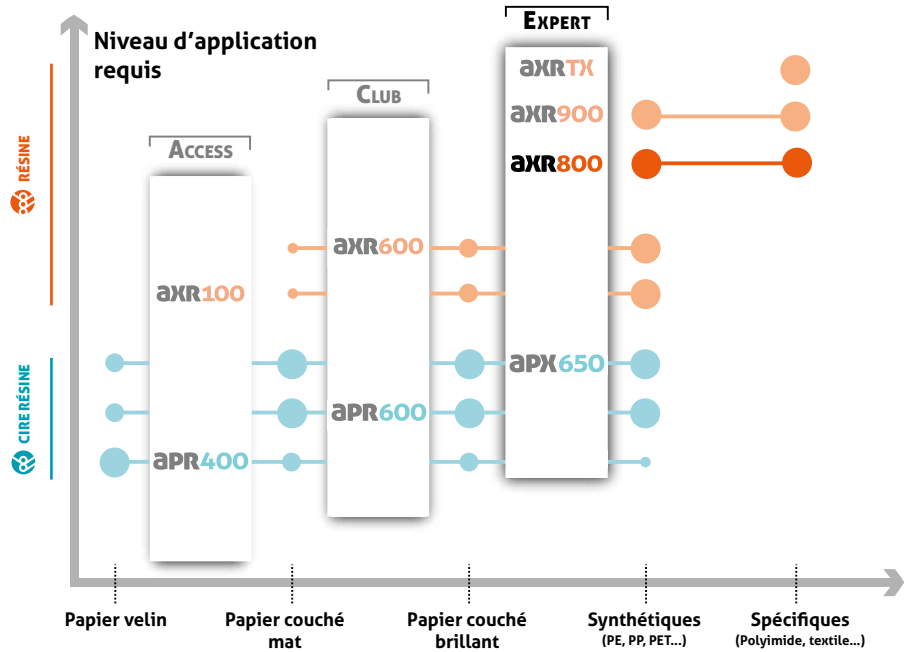 Niveau d'application
requis
EXPERT
CLUB
ACCESS
RÉSINE
aXRTX
aXR900
aXR800
aXR600
aXR100
CIRE RÉSINE
aPX650
aPR600
aPR400
Papier velin
Papier couché
mat
Papier couché
brillant
Synthétiques
(PE, PP, PET...)
Spécifiques
(Polyimide, textile...)